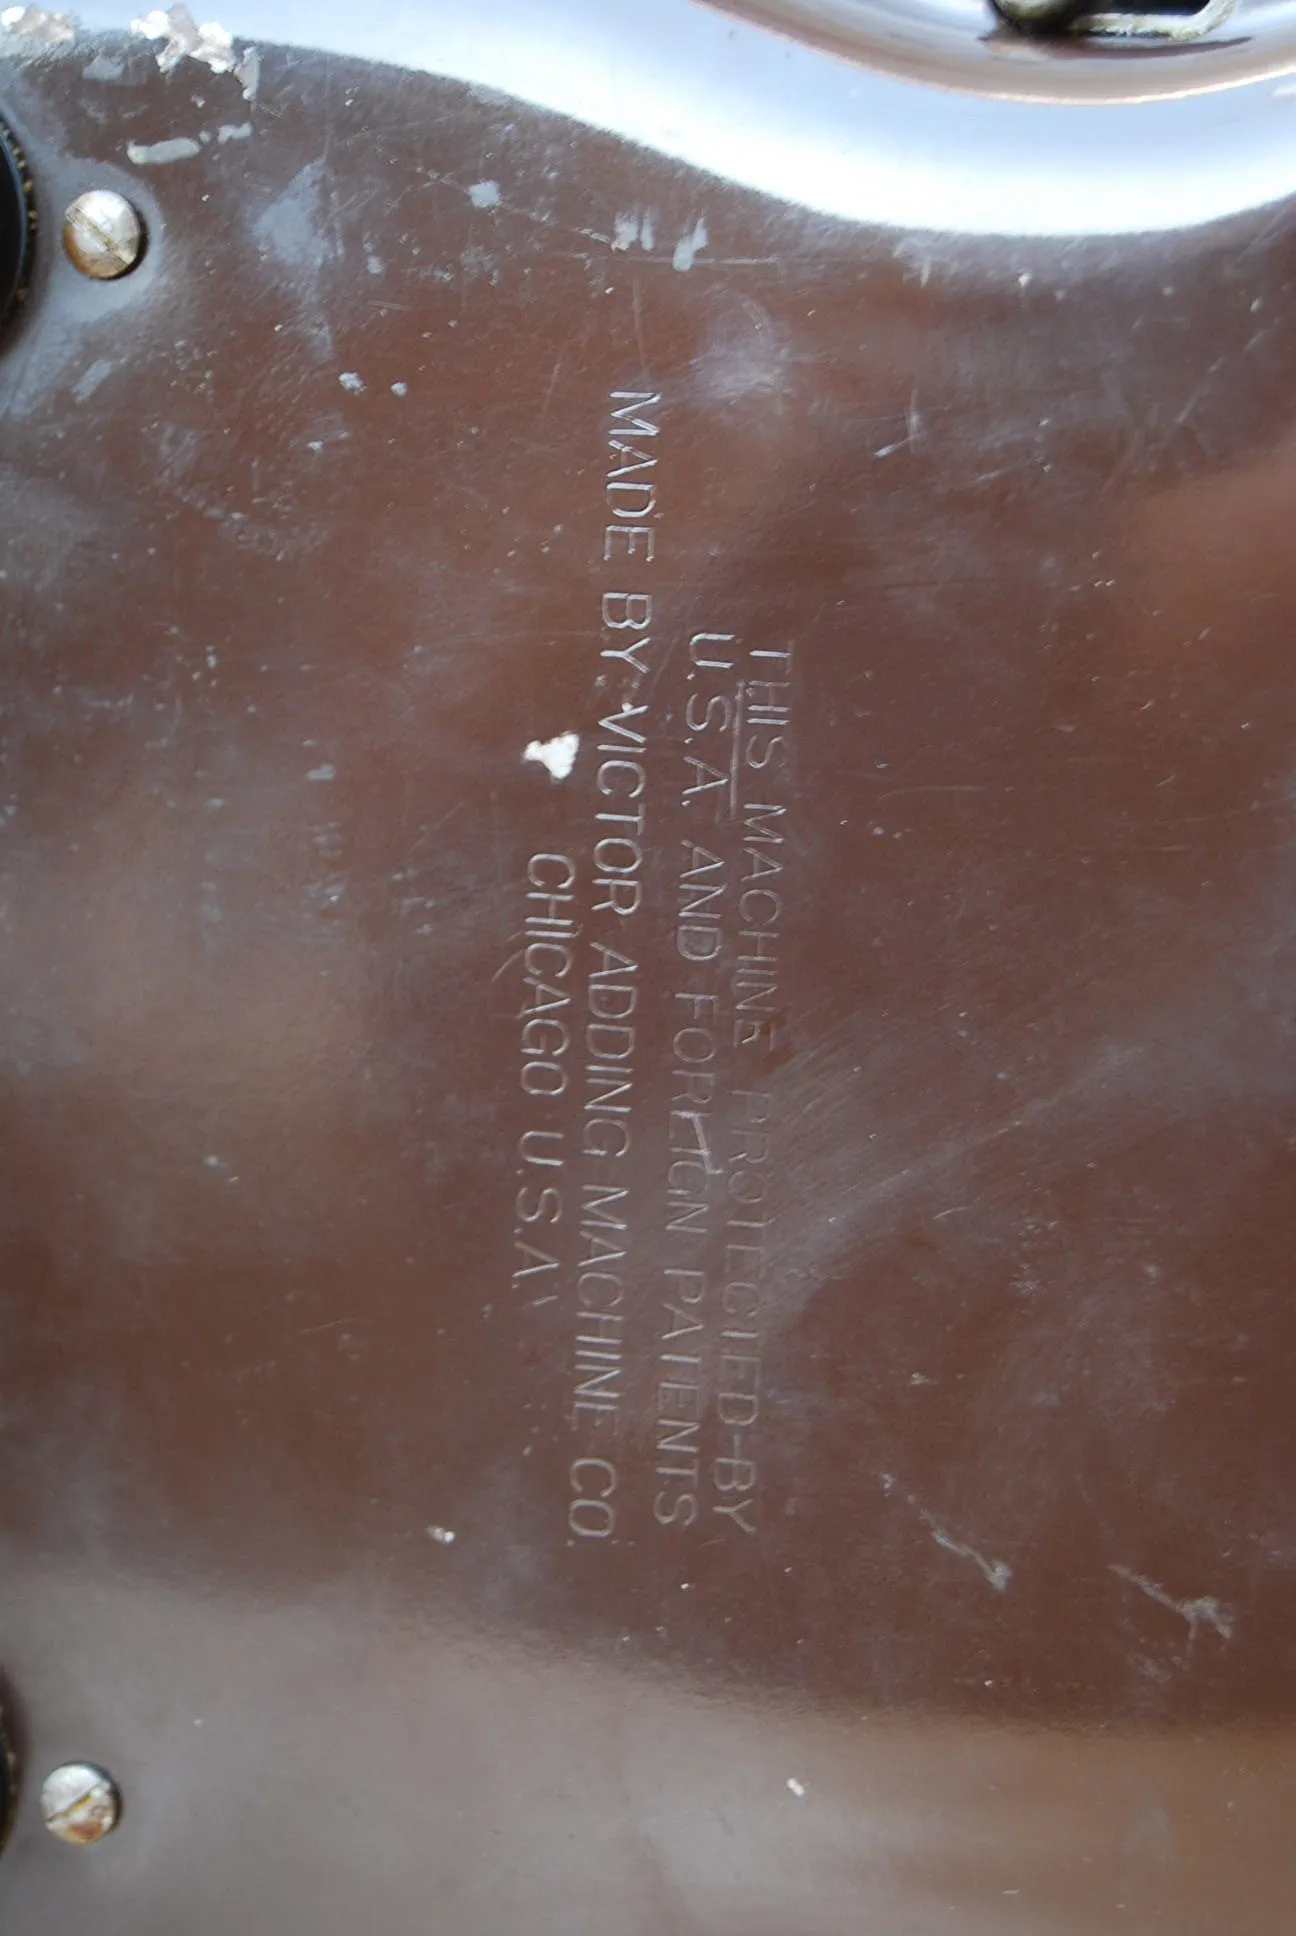 THIS MACHINE PROTECTED BY
U.S.A. AND FOREIGN PATENTS
MADE BY VICTOR ADDING MACHINE CO.
CHICAGO U.S.A.